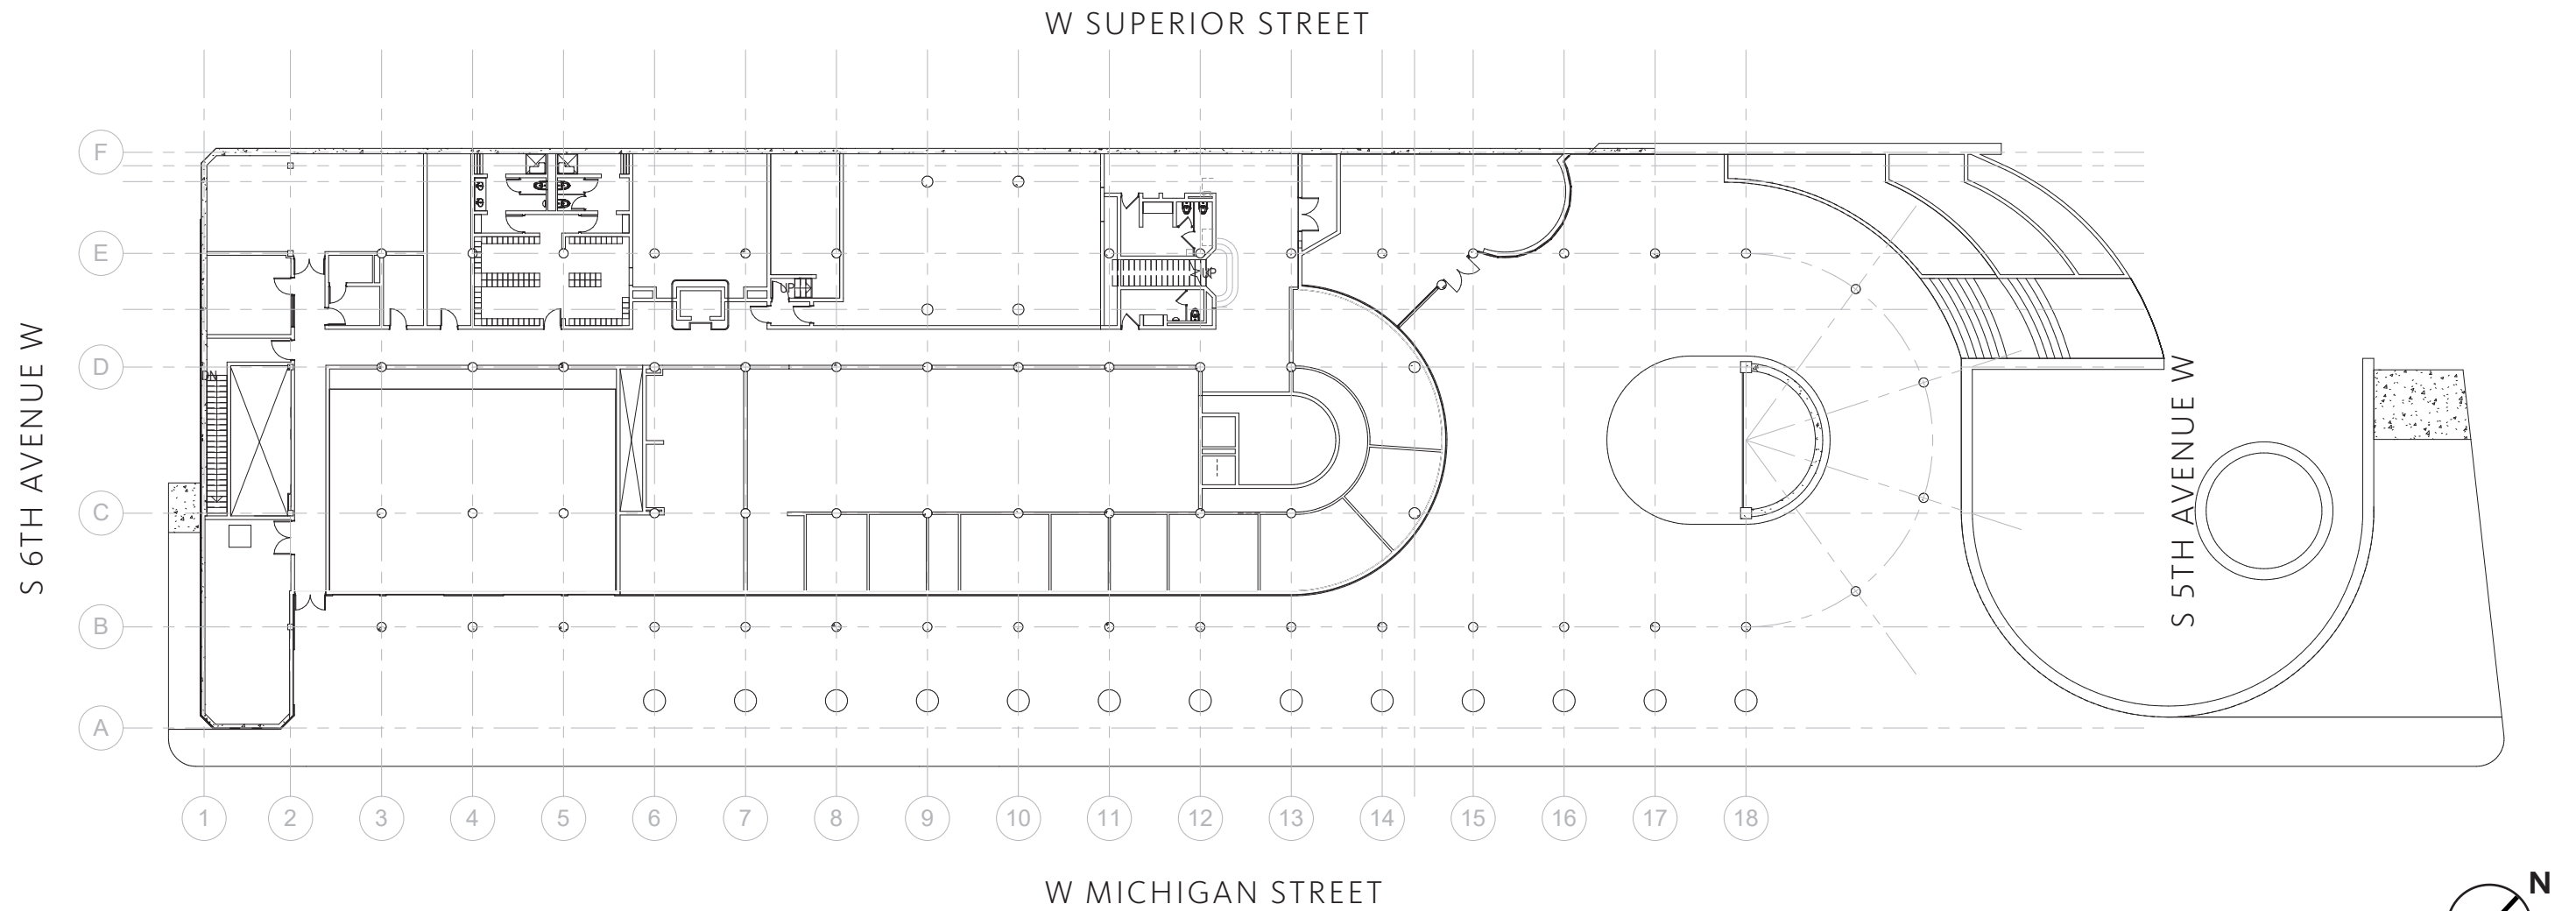 W SUPERIOR STREET
F
E
D
C
B
A
S 6TH AVENUE W
S 5TH AVENUE W
UP
UP
DN
1 2 3 4 5 6 7 8 9 10 11 12 13 14 15 16 17 18
W MICHIGAN STREET
N